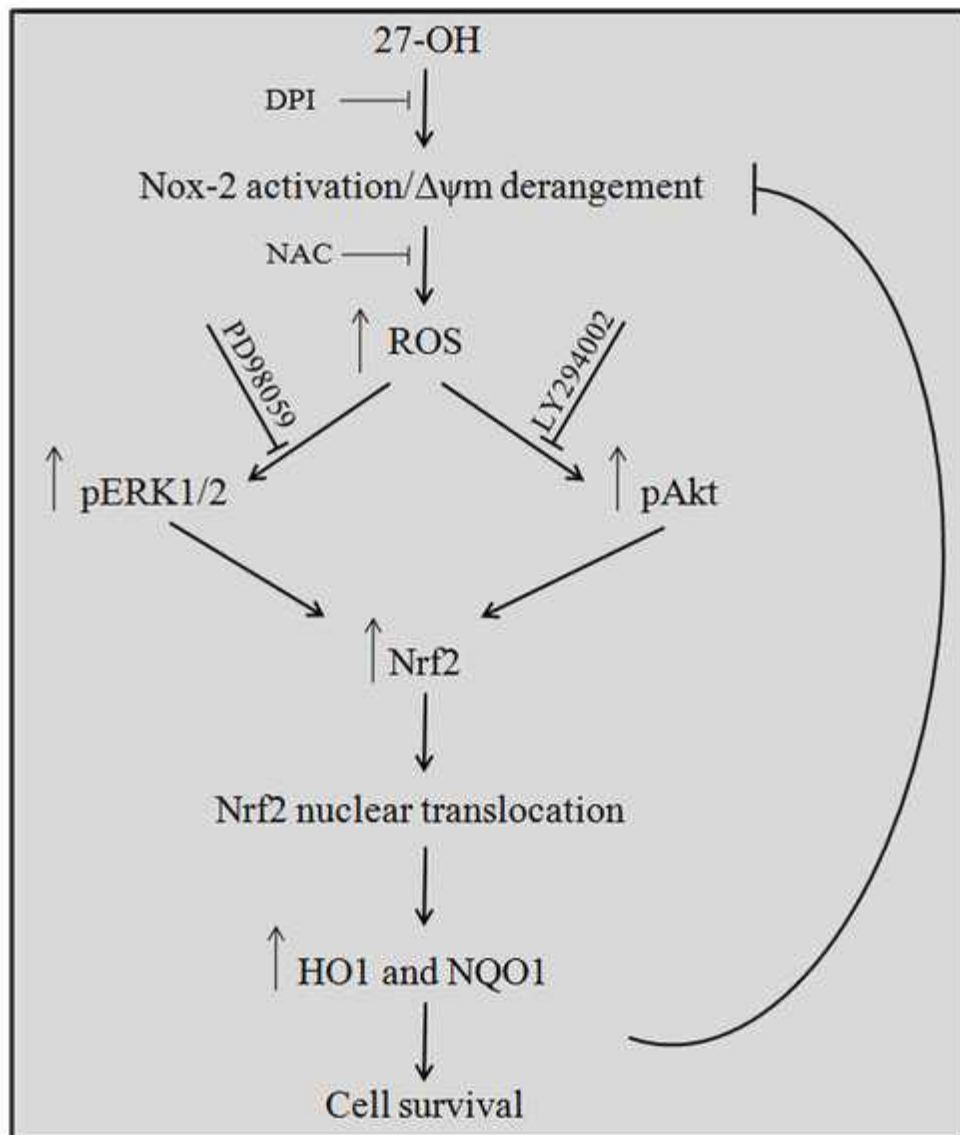 27-OH
DPI
Nox-2 activation/Δψm derangement
NAC
ROS
PD98059
LY294002
pERK1/2
pAkt
Nrf2
Nrf2 nuclear translocation
HO1 and NQO1
Cell survival